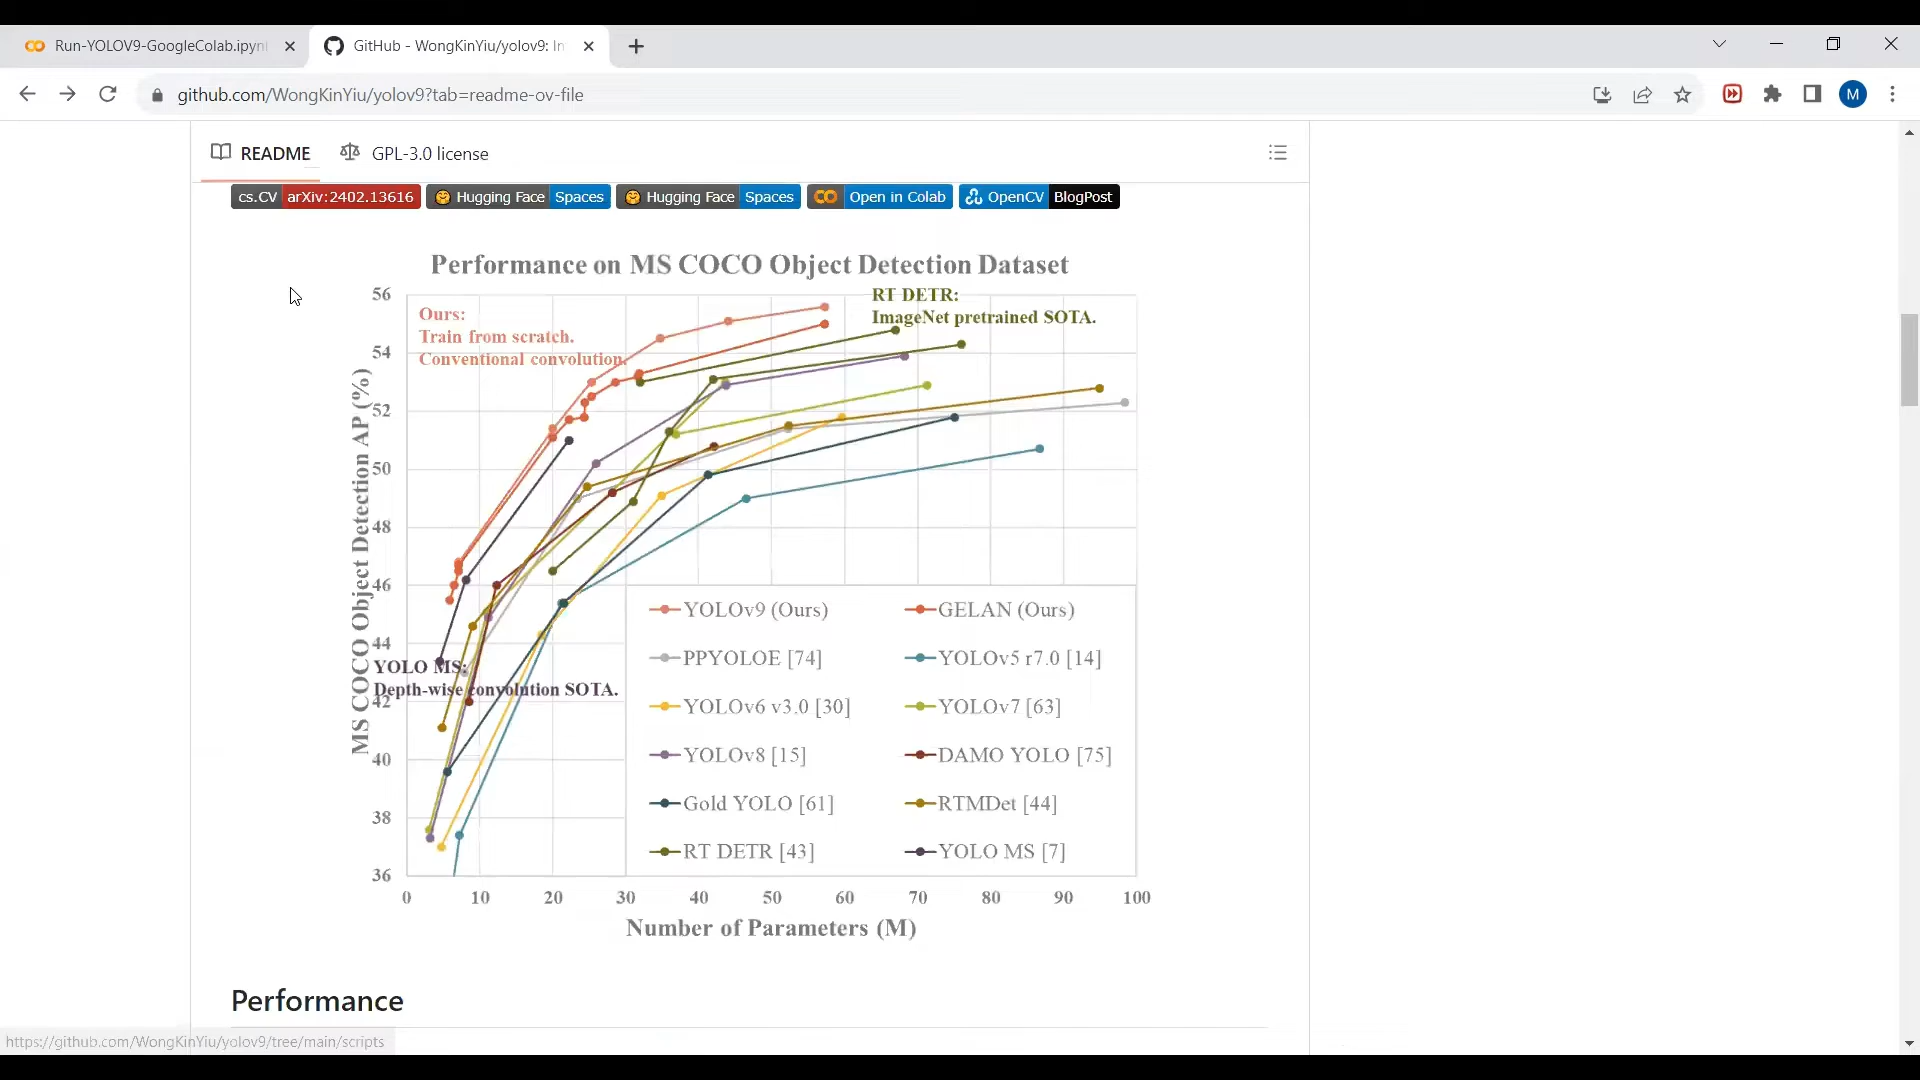 Run-YOLOV9-GoogleColab.ipyn
GitHub - WongKinYiu/yolov9: In
github.com/WongKinYiu/yolov9?tab=readme-ov-file
M
README
GPL-3.0 license
cs.CV arXiv:2402.13616 Hugging Face Spaces Hugging Face Spaces Open in Colab OpenCV BlogPost
Performance on MS COCO Object Detection Dataset
MS COCO Object Detection AP (%)
56
54
52
50
48
46
44
42
40
38
36
Ours:
Train from scratch.
Conventional convolution.
RT DETR:
ImageNet pretrained SOTA.
YOLO MS:
Depth-wise convolution SOTA.
YOLOv9 (Ours) GELAN (Ours)
PPYOLOE [74] YOLOv5 r7.0 [14]
YOLOv6 v3.0 [30] YOLOv7 [63]
YOLOv8 [15] DAMO YOLO [75]
Gold YOLO [61] RTMDet [44]
RT DETR [43] YOLO MS [7]
0 10 20 30 40 50 60 70 80 90 100
Number of Parameters (M)
Performance
https://github.com/WongKinYiu/yolov9/tree/main/scripts